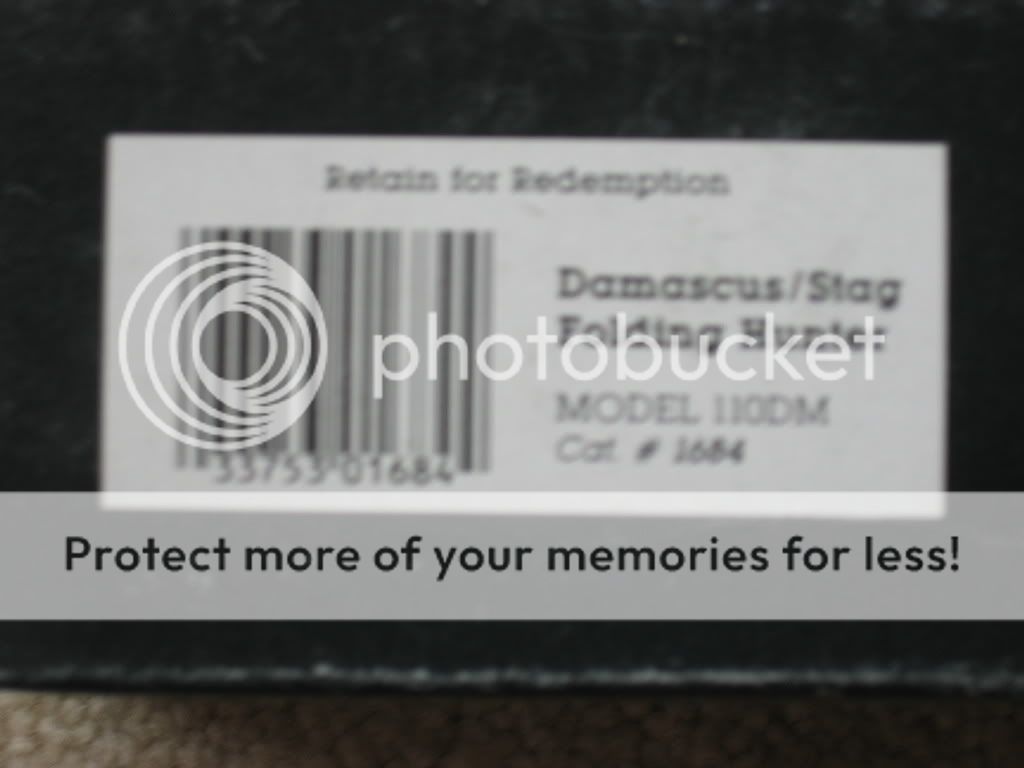 Retain for Redemption
Damascus/Stag
Folding Hunter
photobucket
MODEL 110DM
Cat. # 1684
33753 01684
Protect more of your memories for less!